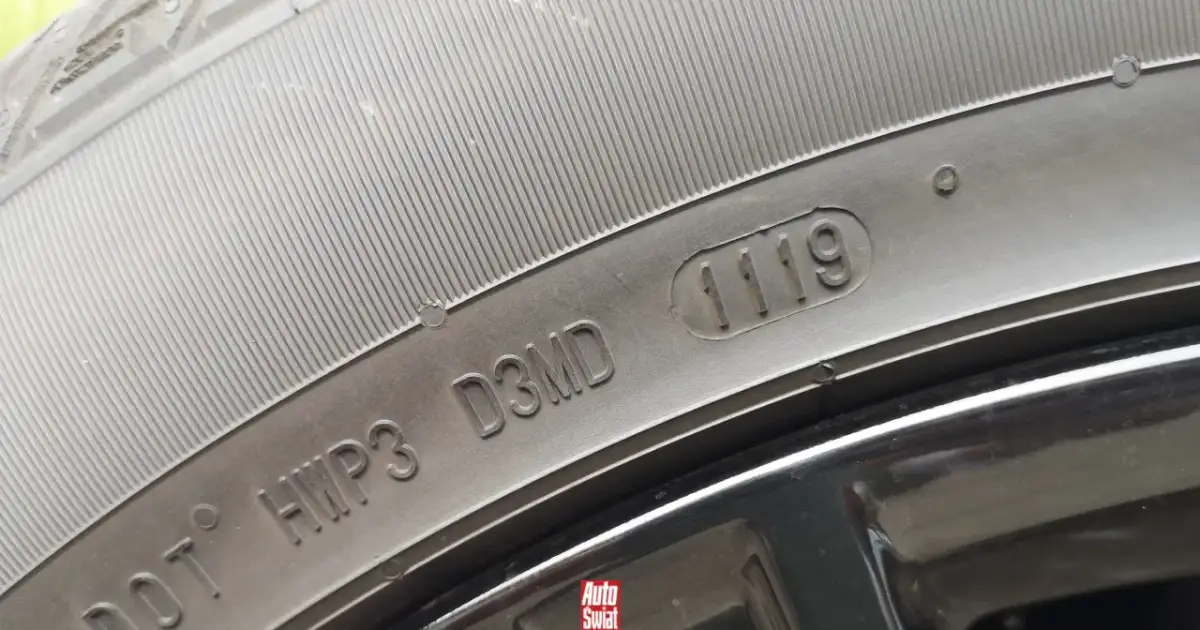 DOT HWP3 D3MD 1119
Auto
Świat